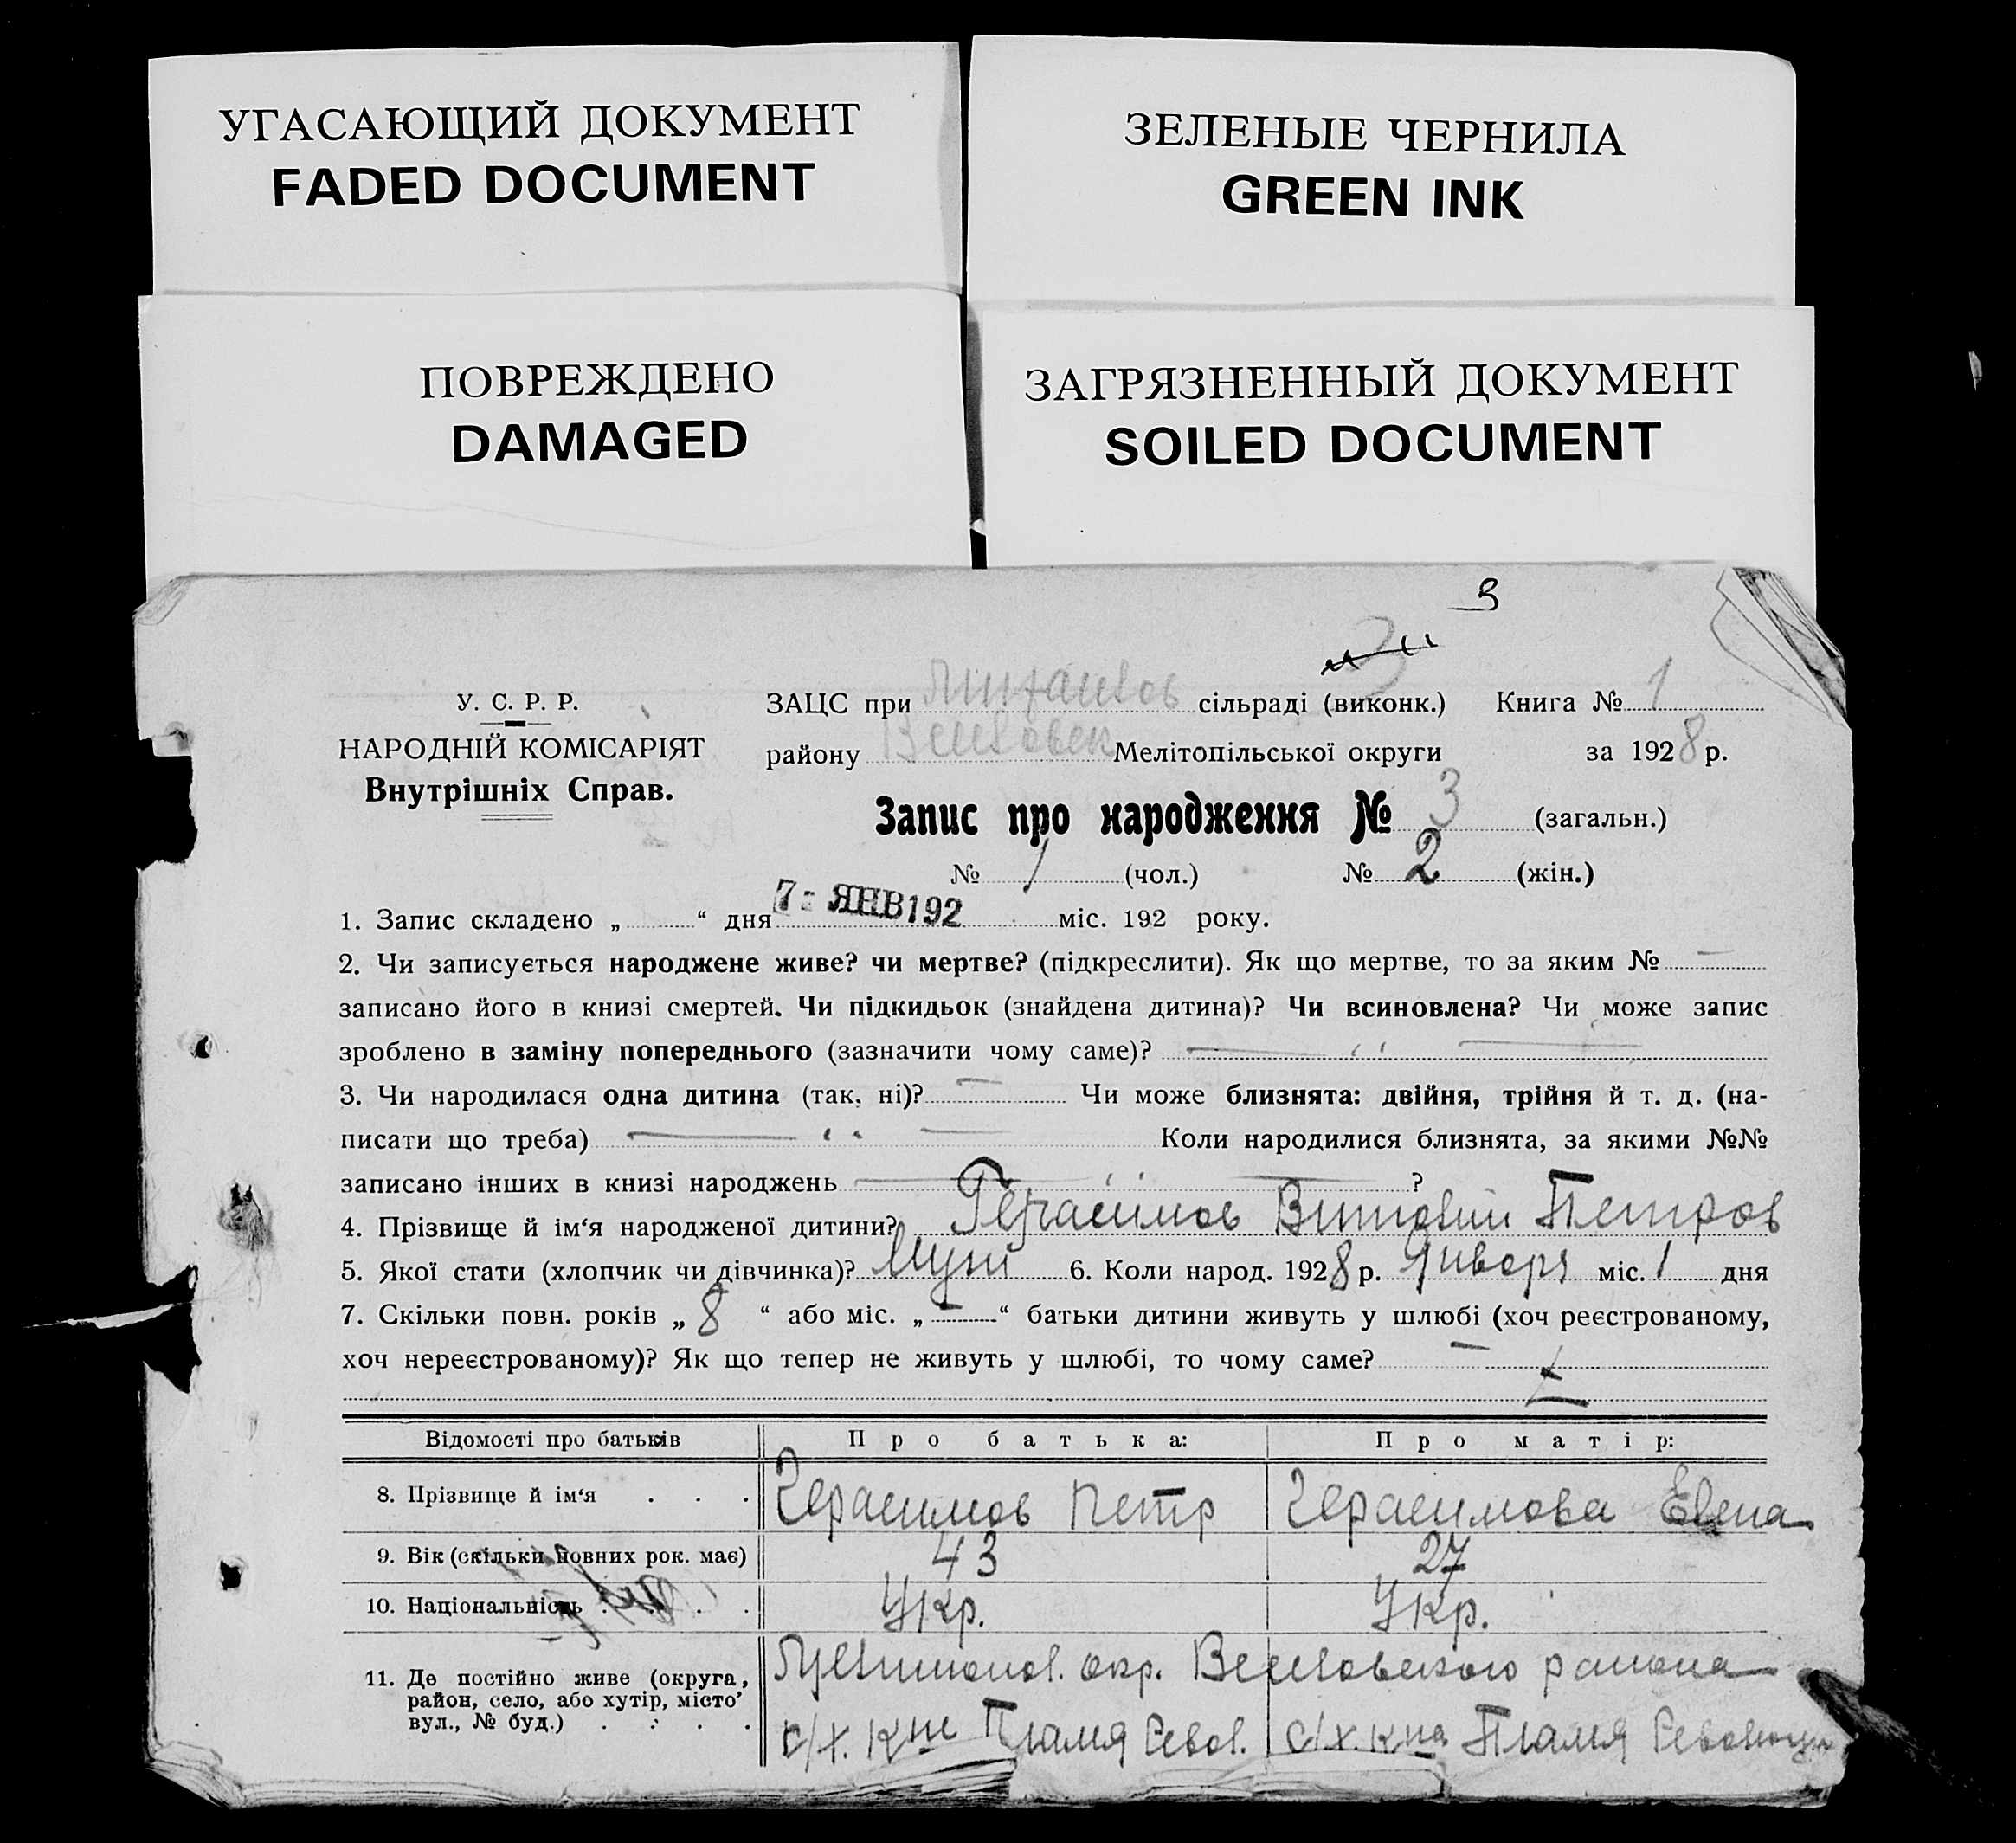 УГАСАЮЩИЙ ДОКУМЕНТ
FADED DOCUMENT
ЗЕЛЕНЫЕ ЧЕРНИЛА
GREEN INK
ПОВРЕЖДЕНО
DAMAGED
ЗАГРЯЗНЕННЫЙ ДОКУМЕНТ
SOILED DOCUMENT
3
У. С. Р. Р.
НАРОДНІЙ КОМІСАРІЯТ
Внутрішніх Справ.
ЗАЦС при сільраді (виконк.) Книга № 1
району Мелітопільської округи за 1928 р.
Запис про народження № 3 (загальн.)
№ 1 (чол.) № 2 (жін.)
1. Запис складено „ “ дня 7 - ЯНВ 192 міс. 192 року.
2. Чи записується народжене живе? чи мертве? (підкреслити). Як що мертве, то за яким № —
записано його в книзі смертей. Чи підкидьок (знайдена дитина)? Чи всиновлена? Чи може запис
зроблено в заміну попереднього (зазначити чому саме)? — „ —
3. Чи народилася одна дитина (так, ні)? — Чи може близнята: двійня, трійня й т. д. (на-
писати що треба) — „ — Коли народилися близнята, за якими №№
записано інших в книзі народжень — „ — ?
4. Прізвище й ім‘я народженої дитини? Герасимов Петров
5. Якої стати (хлопчик чи дівчинка)? Муж 6. Коли народ. 1928 р. Января міс. 1 дня
7. Скільки повн. років „ 8 “ або міс. „ — “ батьки дитини живуть у шлюбі (хоч реєстрованому,
хоч нереєстрованому)? Як що тепер не живуть у шлюбі, то чому саме? —
Відомості про батьків Про батька: Про матір:
8. Прізвище й ім‘я . . . Герасимов Петр Герасимова Елена
9. Вік (скільки повних рок. має) 43 27
10. Національність . . . . Укр. Укр.
11. Де постійно живе (округа, район, село, або хутір, місто’ вул., № буд.) . . . . окр. Веселовского района
с/х. Пламя Револ. с/х. Пламя Революции